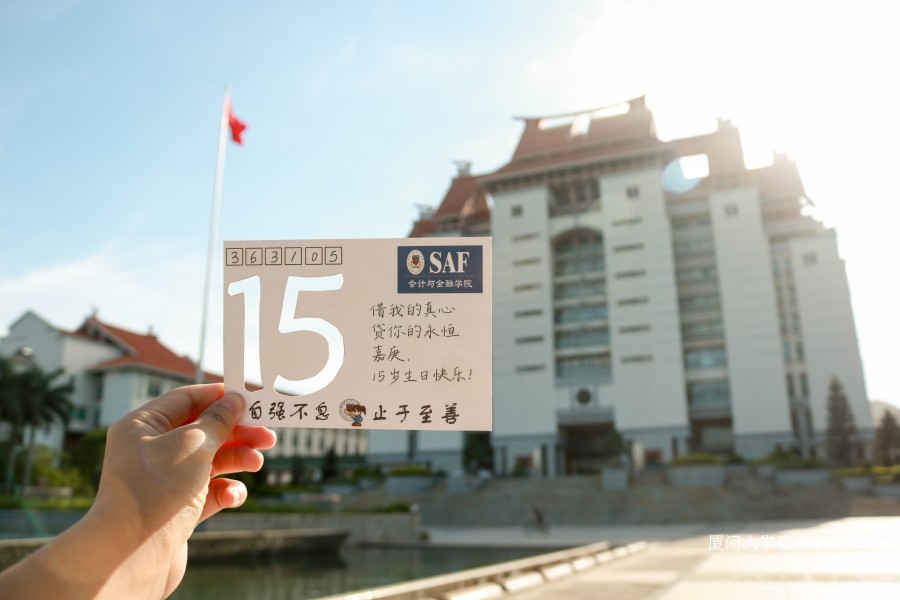 363105
SAF
会计与金融学院
15
借我的真心
贷你的永恒
嘉庚,
15岁生日快乐!
自强不息 止于至善
厦门大学